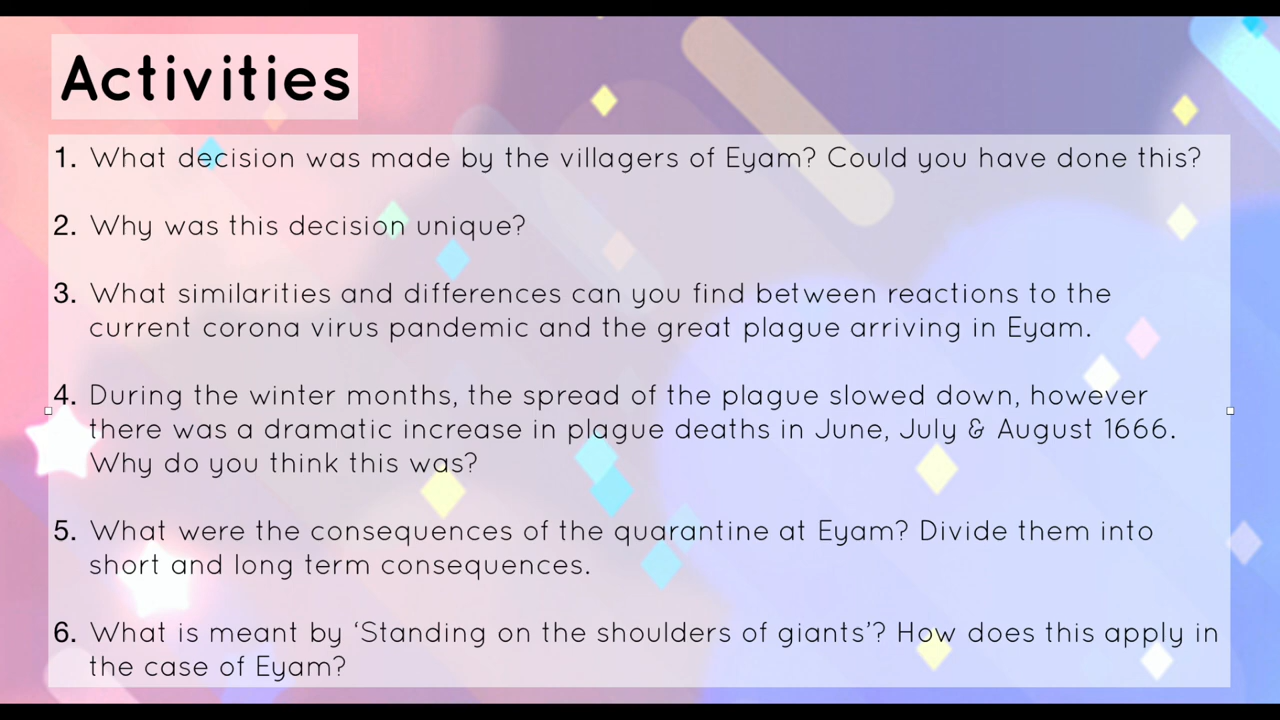 Activities
1. What decision was made by the villagers of Eyam? Could you have done this?
2. Why was this decision unique?
3. What similarities and differences can you find between reactions to the
current corona virus pandemic and the great plague arriving in Eyam.
4. During the winter months, the spread of the plague slowed down, however
there was a dramatic increase in plague deaths in June, July & August 1666.
Why do you think this was?
5. What were the consequences of the quarantine at Eyam? Divide them into
short and long term consequences.
6. What is meant by ‘Standing on the shoulders of giants’? How does this apply in
the case of Eyam?